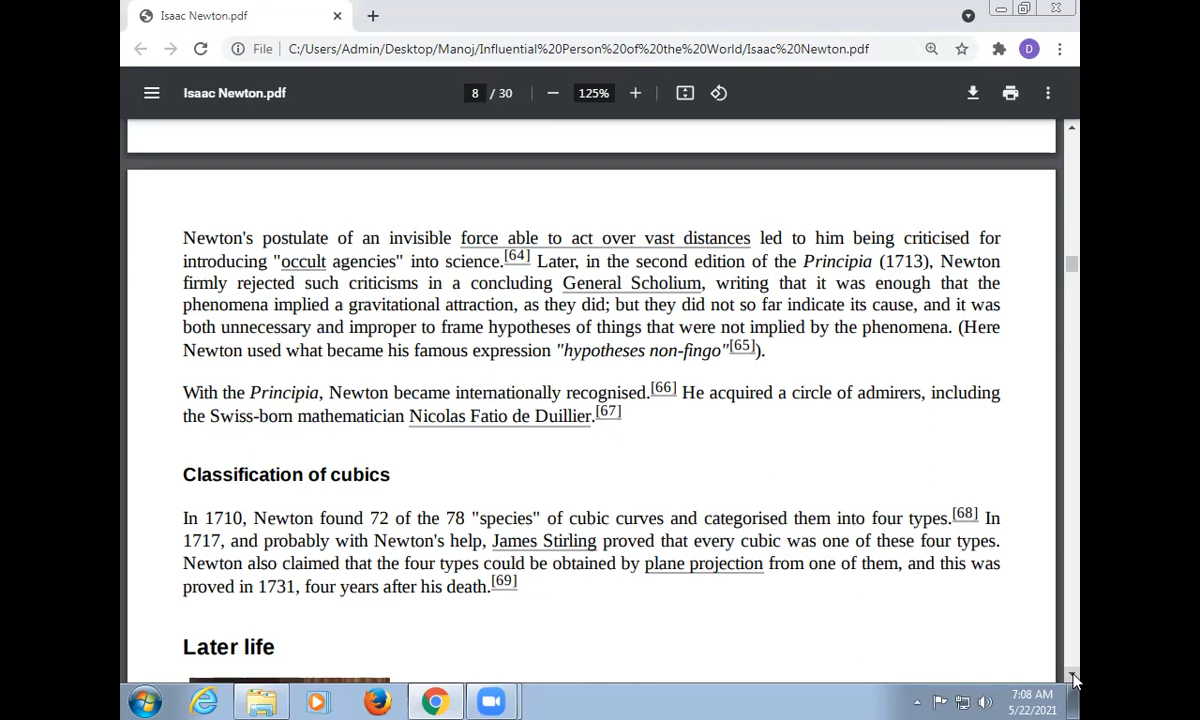 Isaac Newton.pdf
File C:/Users/Admin/Desktop/Manoj/Influential%20Person%20of%20the%20World/Isaac%20Newton.pdf D
Isaac Newton.pdf 8 / 30 125%
Newton's postulate of an invisible force able to act over vast distances led to him being criticised for
introducing "occult agencies" into science.[64] Later, in the second edition of the Principia (1713), Newton
firmly rejected such criticisms in a concluding General Scholium, writing that it was enough that the
phenomena implied a gravitational attraction, as they did; but they did not so far indicate its cause, and it was
both unnecessary and improper to frame hypotheses of things that were not implied by the phenomena. (Here
Newton used what became his famous expression "hypotheses non-fingo"[65]).
With the Principia, Newton became internationally recognised.[66] He acquired a circle of admirers, including
the Swiss-born mathematician Nicolas Fatio de Duillier.[67]
Classification of cubics
In 1710, Newton found 72 of the 78 "species" of cubic curves and categorised them into four types.[68] In
1717, and probably with Newton's help, James Stirling proved that every cubic was one of these four types.
Newton also claimed that the four types could be obtained by plane projection from one of them, and this was
proved in 1731, four years after his death.[69]
Later life
7:08 AM
5/22/2021